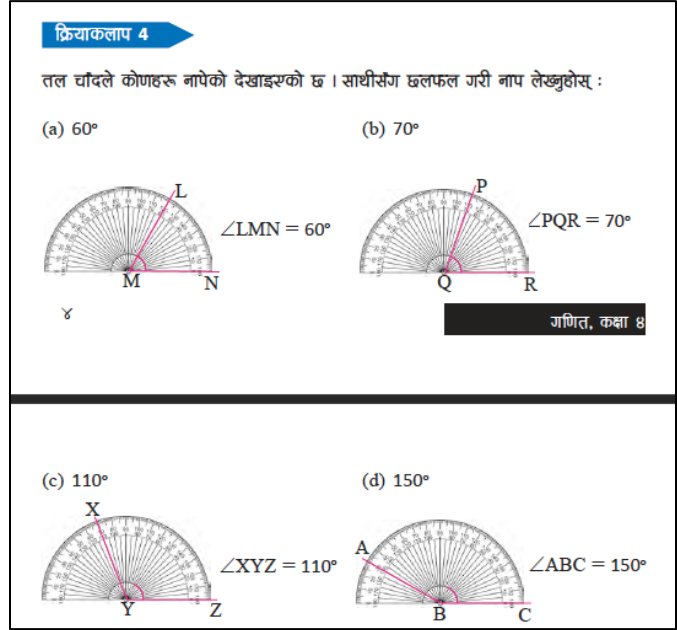 क्रियाकलाप 4
तल चाँदले कोणहरू नापेको देखाइएको छ । साथीसँग छलफल गरी नाप लेख्नुहोस् :
(a) 60°
(b) 70°
L
∠LMN = 60°
M
N
P
∠PQR = 70°
Q
R
४
गणित, कक्षा ४
(c) 110°
(d) 150°
X
∠XYZ = 110°
Y
Z
A
∠ABC = 150°
B
C